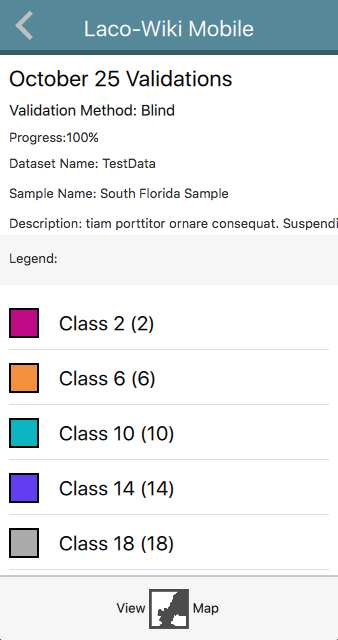 Laco-Wiki Mobile
October 25 Validations
Validation Method: Blind
Progress:100%
Dataset Name: TestData
Sample Name: South Florida Sample
Description: tiam porttitor ornare consequat. Suspendi
Legend:
Class 2 (2)
Class 6 (6)
Class 10 (10)
Class 14 (14)
Class 18 (18)
View Map